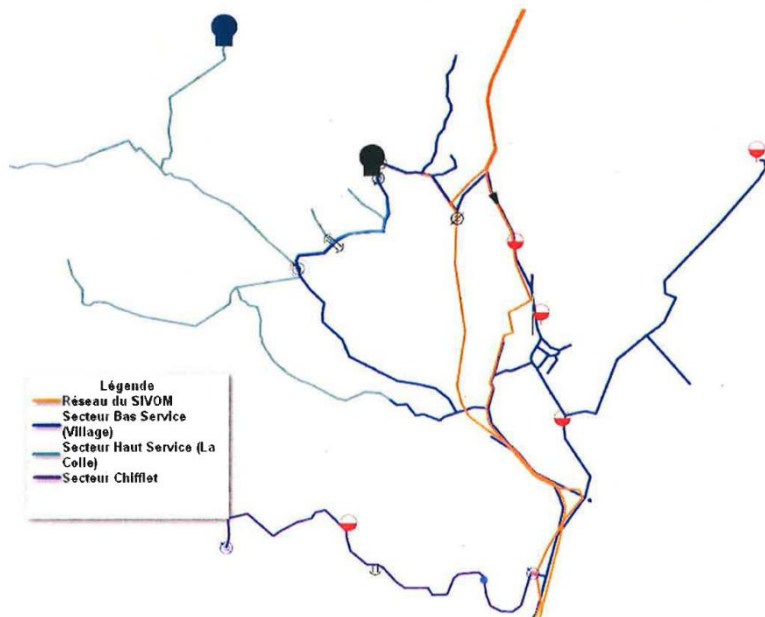 Légende
Réseau du SIVOM
Secteur Bas Service
(Village)
Secteur Haut Service (La
Colle)
Secteur Chifflet